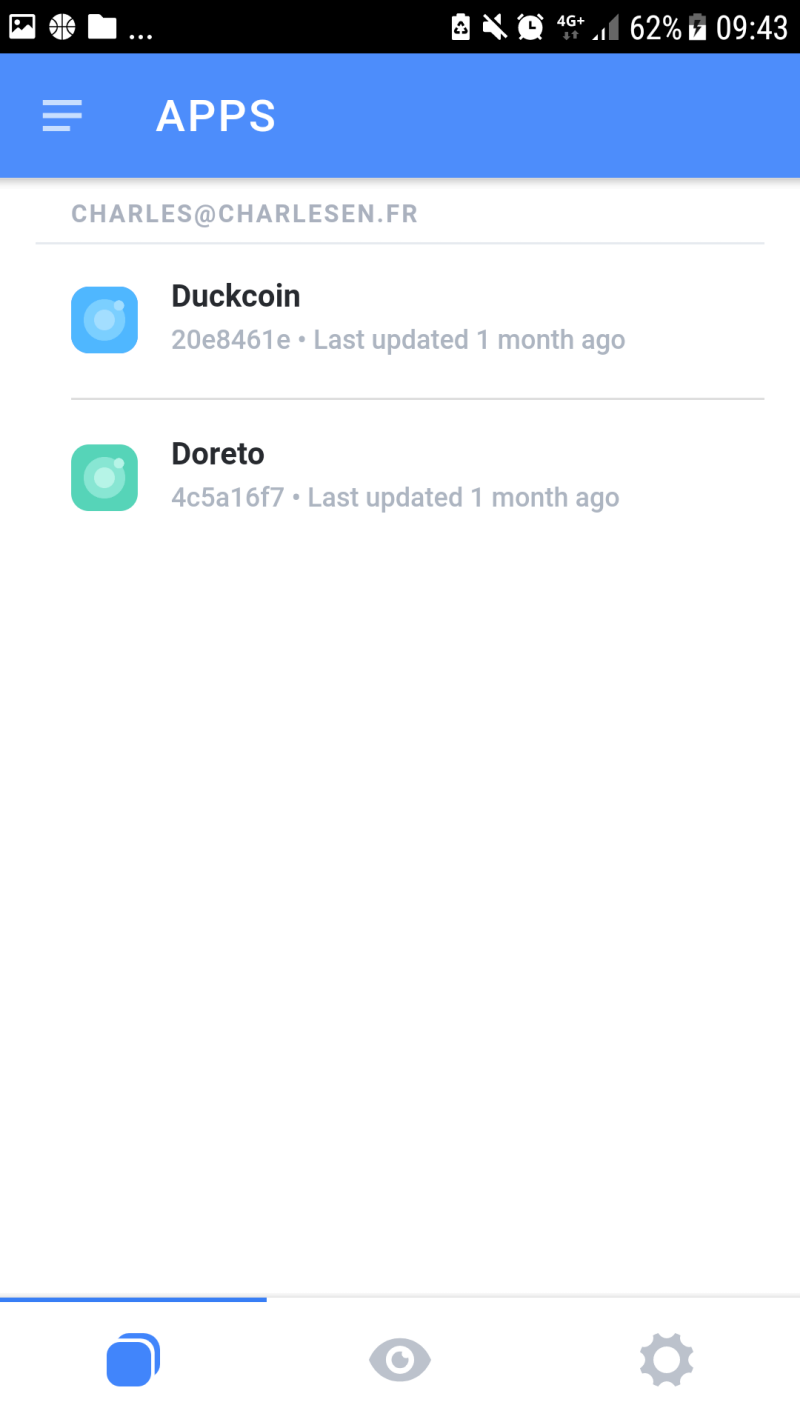 ... 4G+ 62% 09:43
APPS
CHARLES@CHARLESEN.FR
Duckcoin
20e8461e • Last updated 1 month ago
Doreto
4c5a16f7 • Last updated 1 month ago